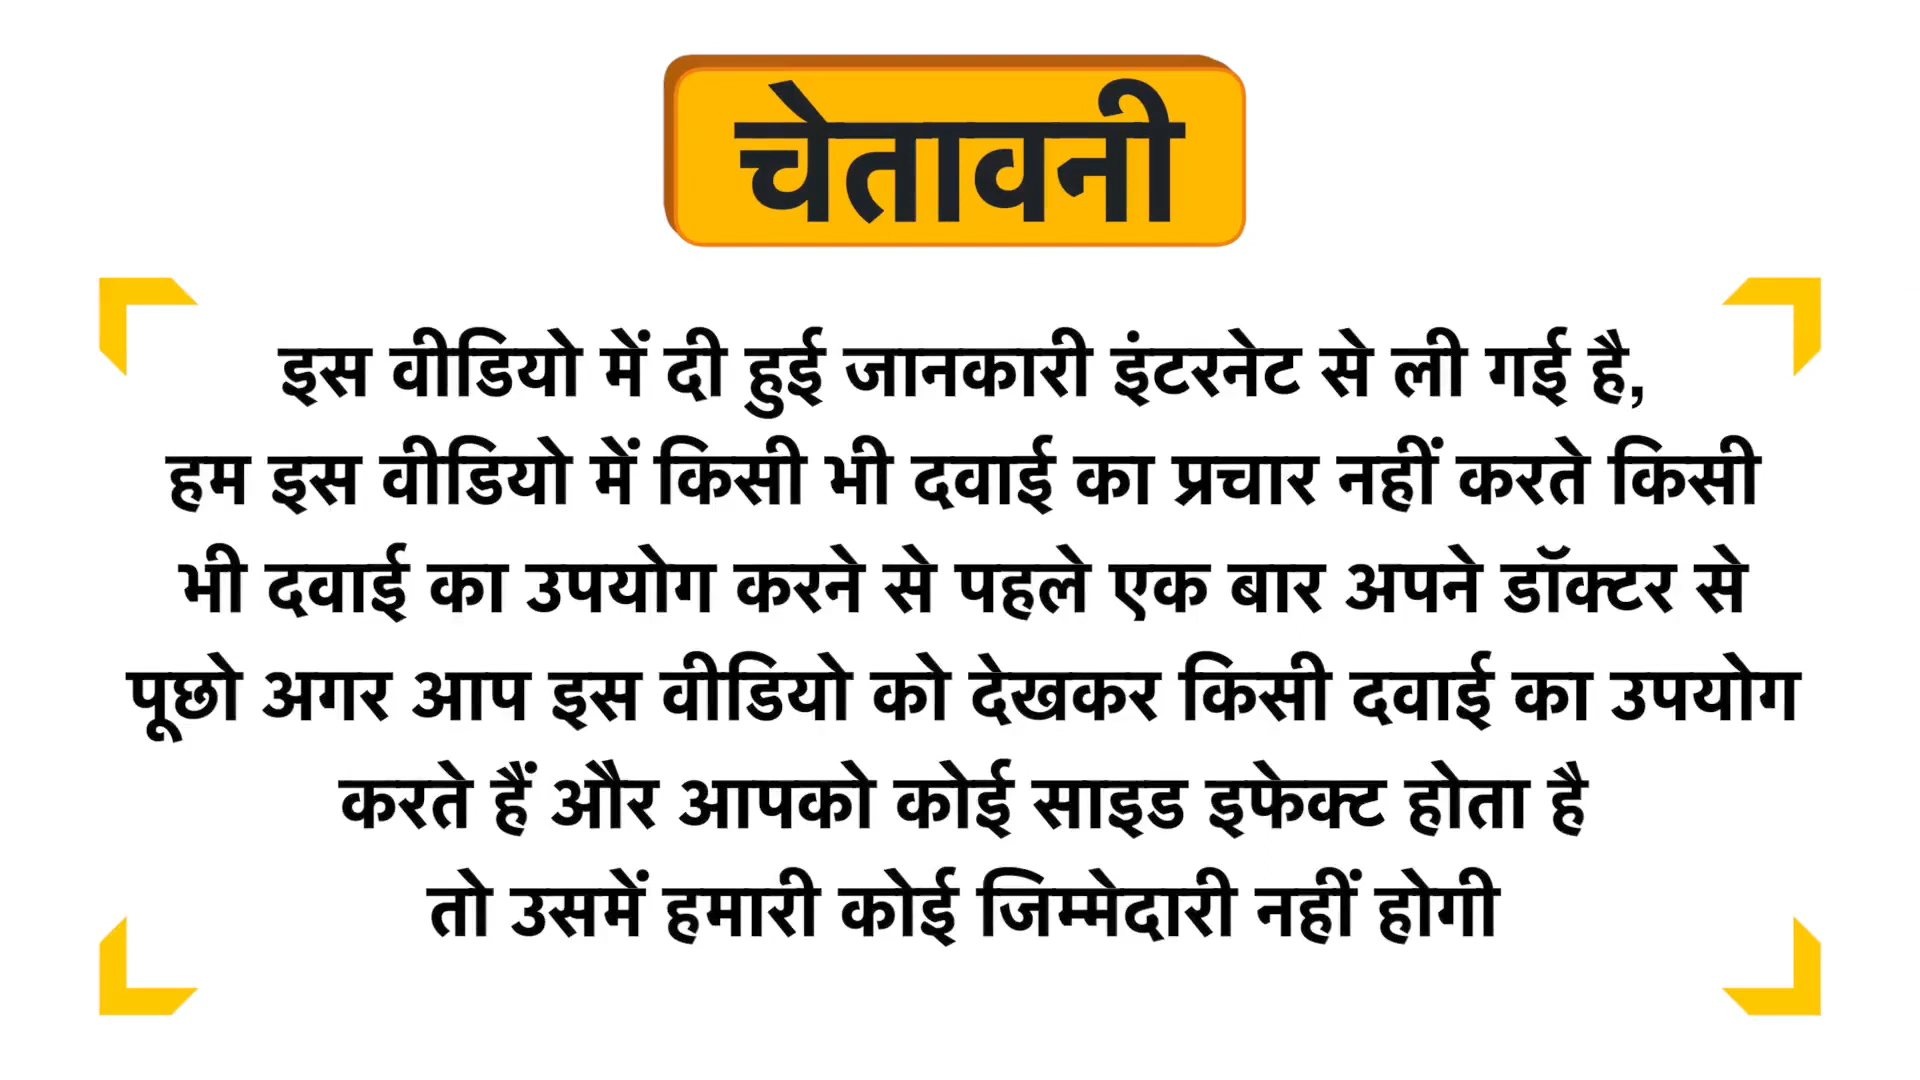 चेतावनी
इस वीडियो में दी हुई जानकारी इंटरनेट से ली गई है,
हम इस वीडियो में किसी भी दवाई का प्रचार नहीं करते किसी
भी दवाई का उपयोग करने से पहले एक बार अपने डॉक्टर से
पूछो अगर आप इस वीडियो को देखकर किसी दवाई का उपयोग
करते हैं और आपको कोई साइड इफेक्ट होता है
तो उसमें हमारी कोई जिम्मेदारी नहीं होगी